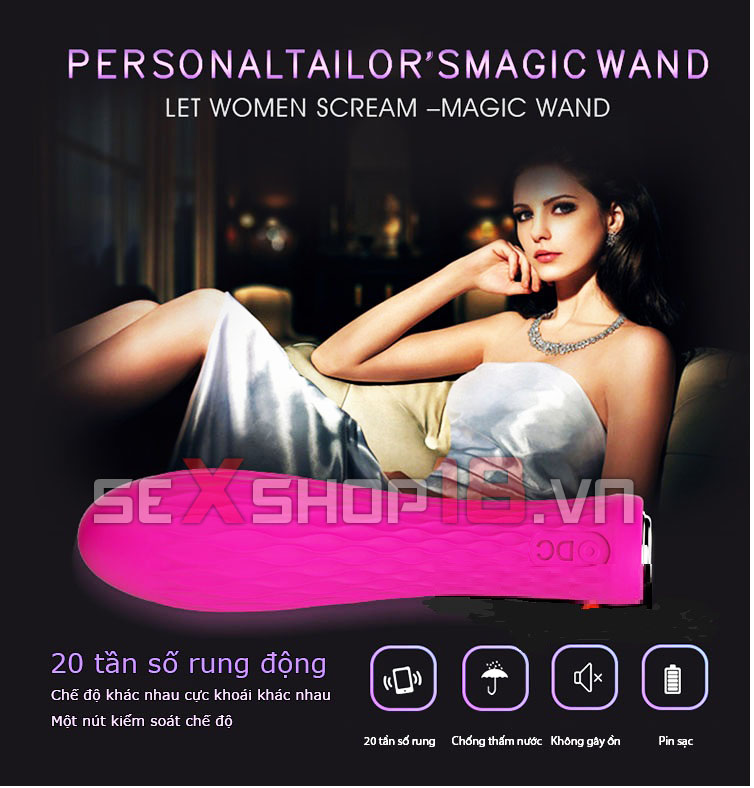 PERSONALTAILOR'SMAGIC WAND
LET WOMEN SCREAM –MAGIC WAND
seXshop18.vn
DC
20 tần số rung động
Chế độ khác nhau cực khoái khác nhau
Một nút kiếm soát chế độ
20 tần số rung
Chống thấm nước
Không gây ồn
Pin sạc